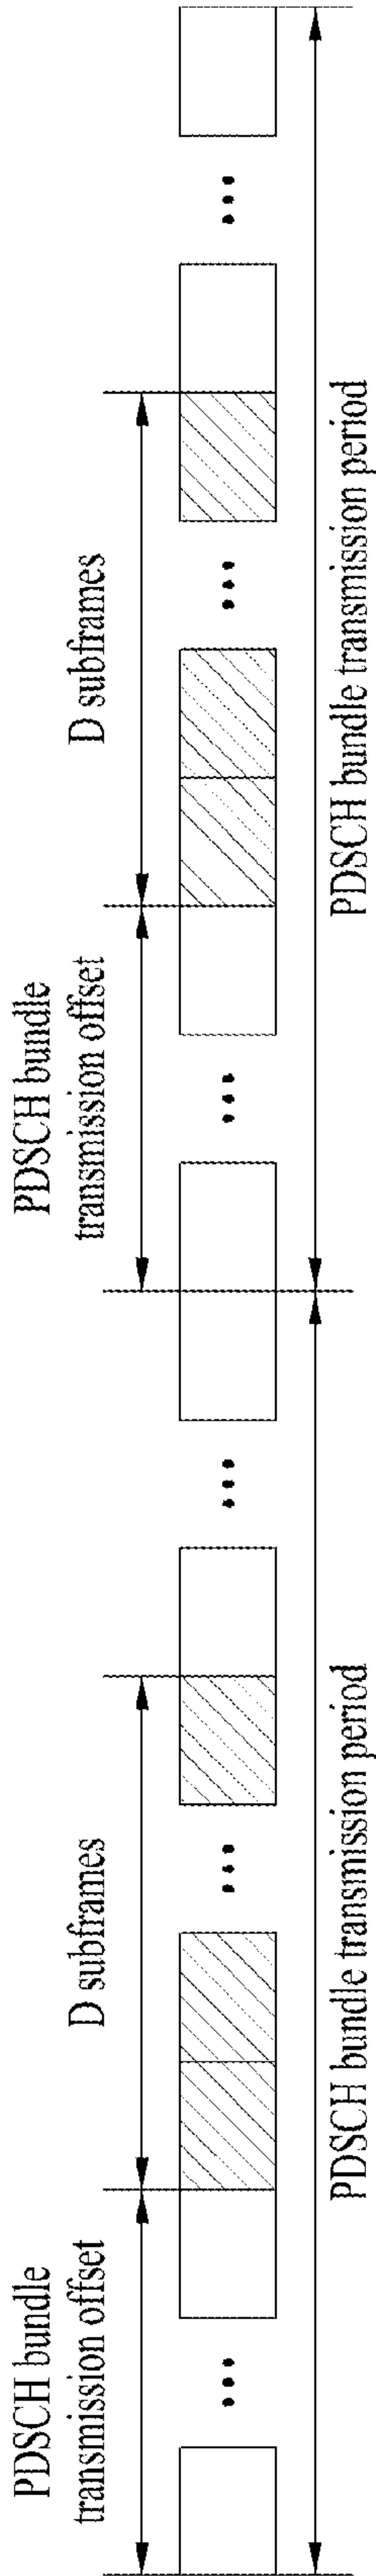 PDSCH bundle
transmission offset
D subframes
PDSCH bundle
transmission offset
D subframes
PDSCH bundle transmission period
PDSCH bundle transmission period